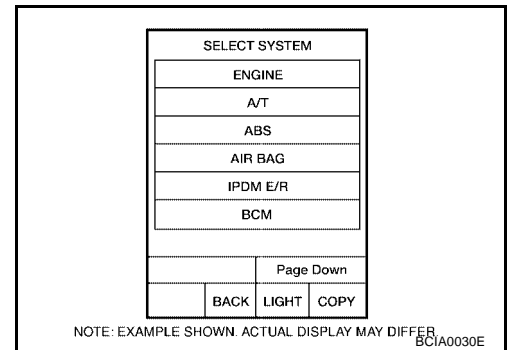 SELECT SYSTEM
ENGINE
A/T
ABS
AIR BAG
IPDM E/R
BCM
Page Down
BACK LIGHT COPY
NOTE: EXAMPLE SHOWN. ACTUAL DISPLAY MAY DIFFER.
BCIA0030E